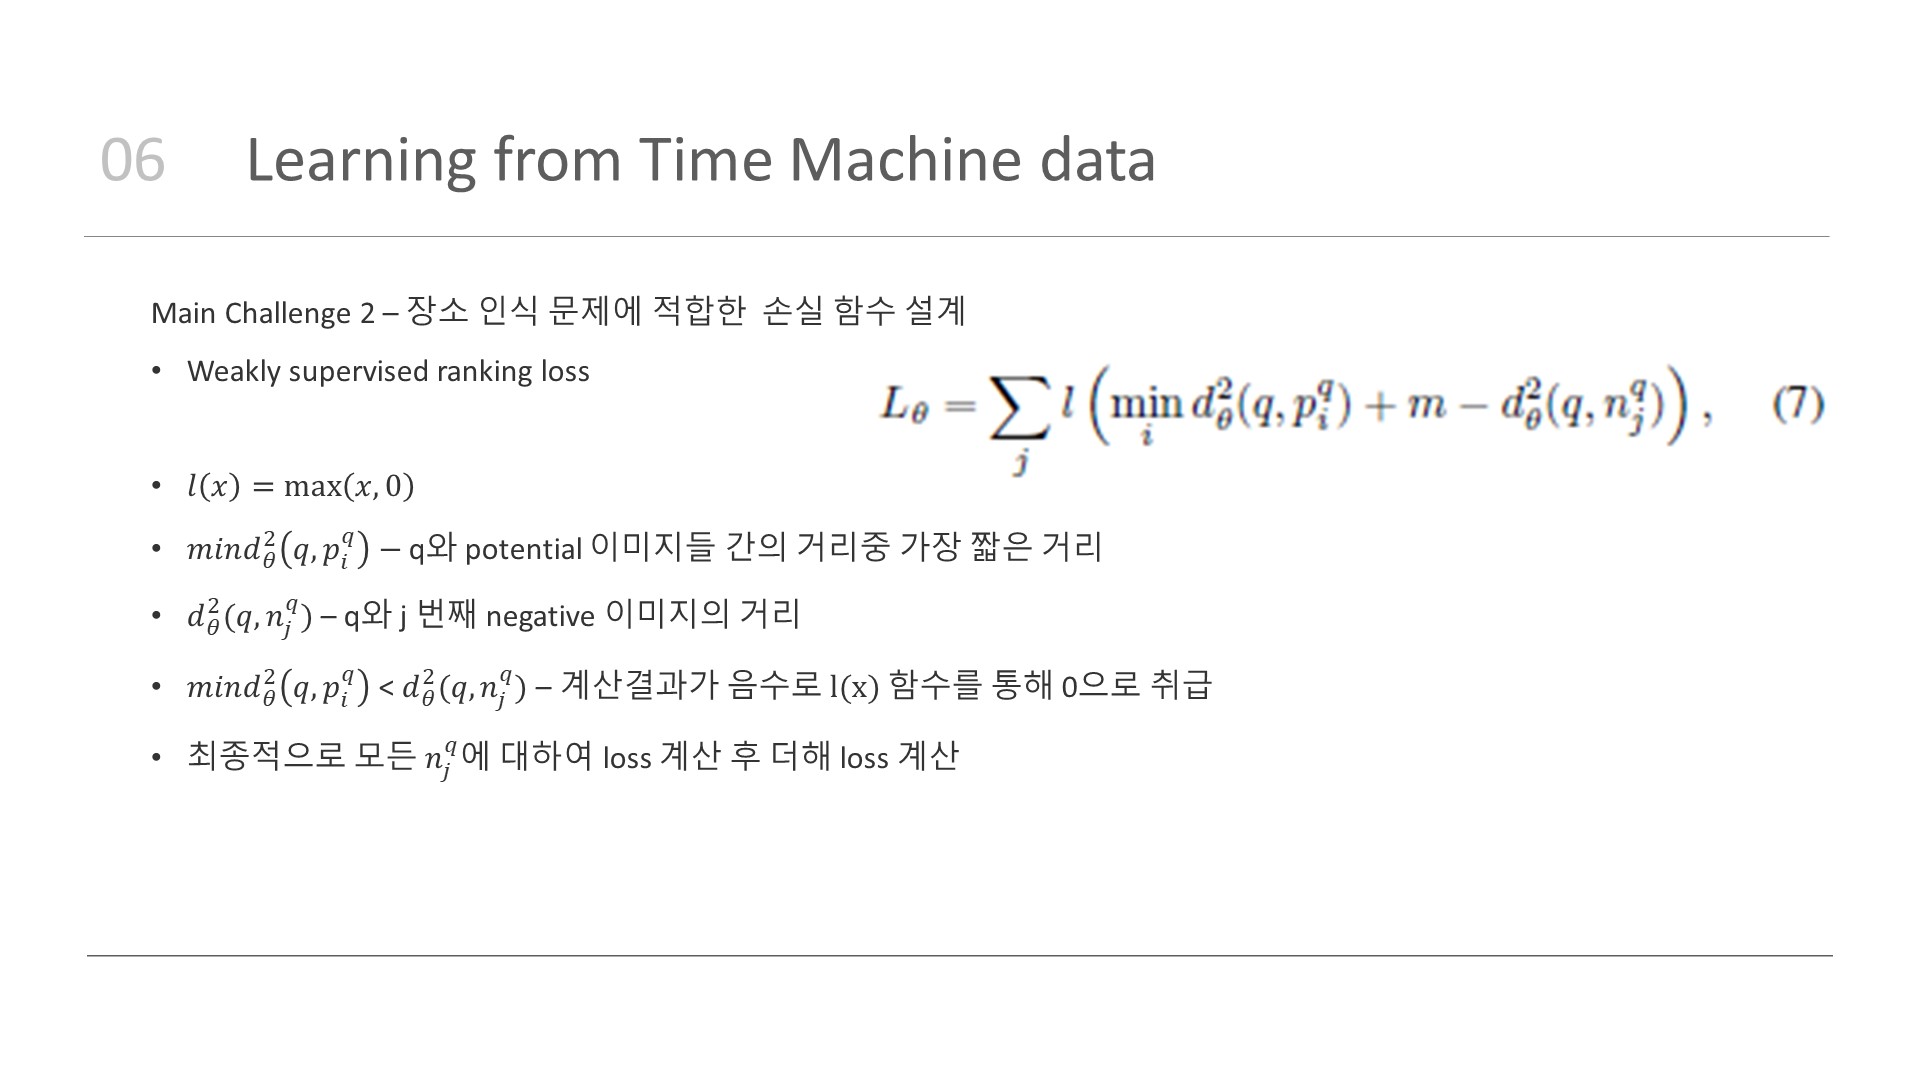 06 Learning from Time Machine data
Main Challenge 2 – 장소 인식 문제에 적합한 손실 함수 설계
• Weakly supervised ranking loss
$L_\theta = \sum_j l\left(\min_i d_\theta^2(q, p_i^q) + m - d_\theta^2(q, n_j^q)\right),$ (7)
• $l(x) = \max(x, 0)$
• $mind_\theta^2(q, p_i^q)$ – q와 potential 이미지들 간의 거리중 가장 짧은 거리
• $d_\theta^2(q, n_j^q)$ – q와 j 번째 negative 이미지의 거리
• $mind_\theta^2(q, p_i^q)$ < $d_\theta^2(q, n_j^q)$ – 계산결과가 음수로 l(x) 함수를 통해 0으로 취급
• 최종적으로 모든 $n_j^q$에 대하여 loss 계산 후 더해 loss 계산